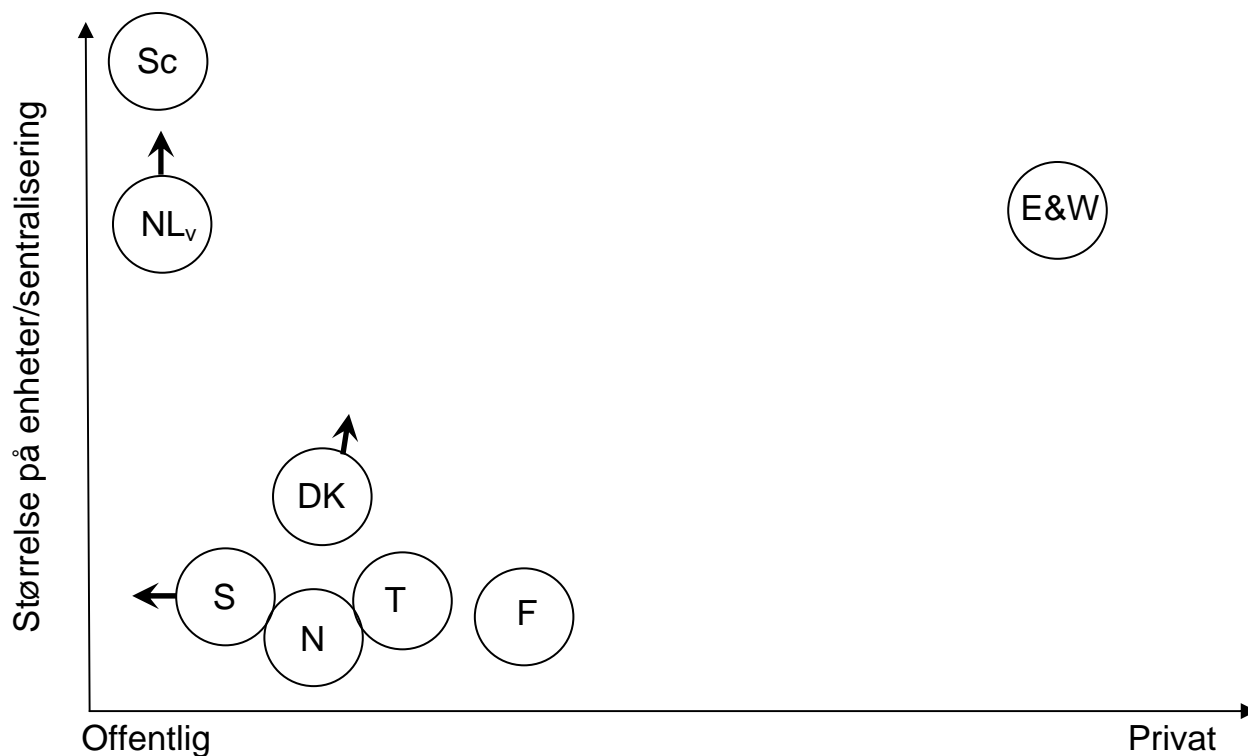 Størrelse på enheter/sentralisering
Sc
NLv
E&W
DK
S
N
T
F
Offentlig
Privat